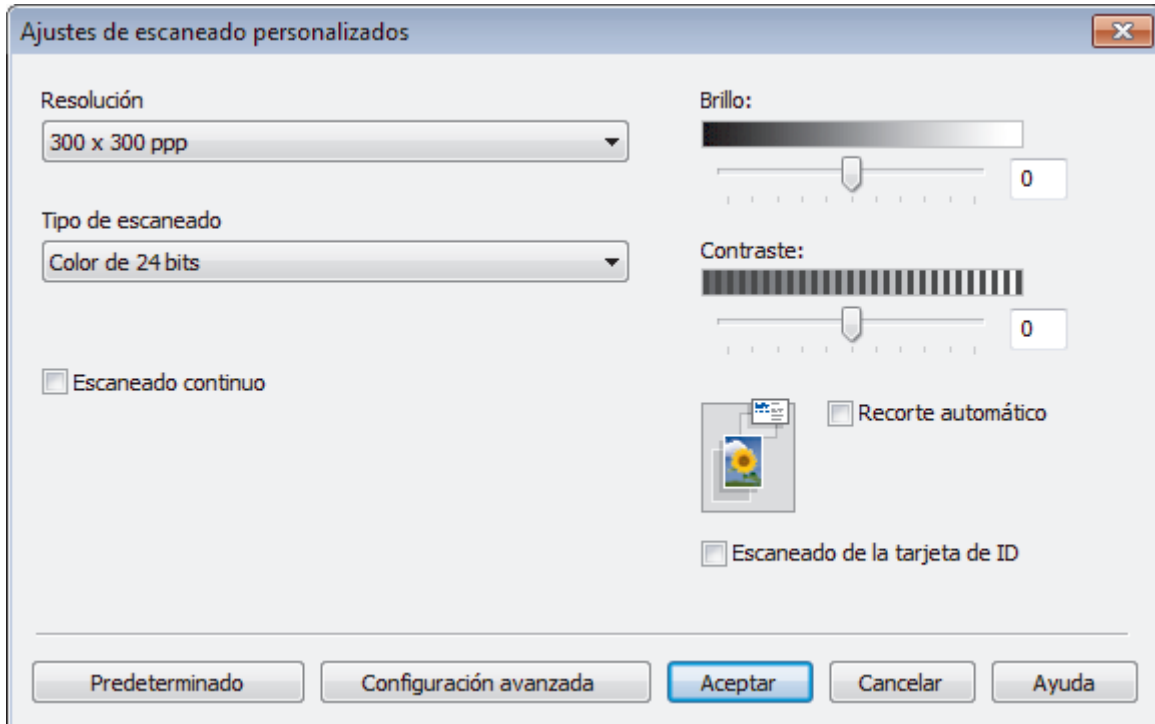 Ajustes de escaneado personalizados
Resolución
300 x 300 ppp
Tipo de escaneado
Color de 24 bits
Escaneado continuo
Brillo:
0
Contraste:
0
Recorte automático
Escaneado de la tarjeta de ID
Predeterminado
Configuración avanzada
Aceptar
Cancelar
Ayuda